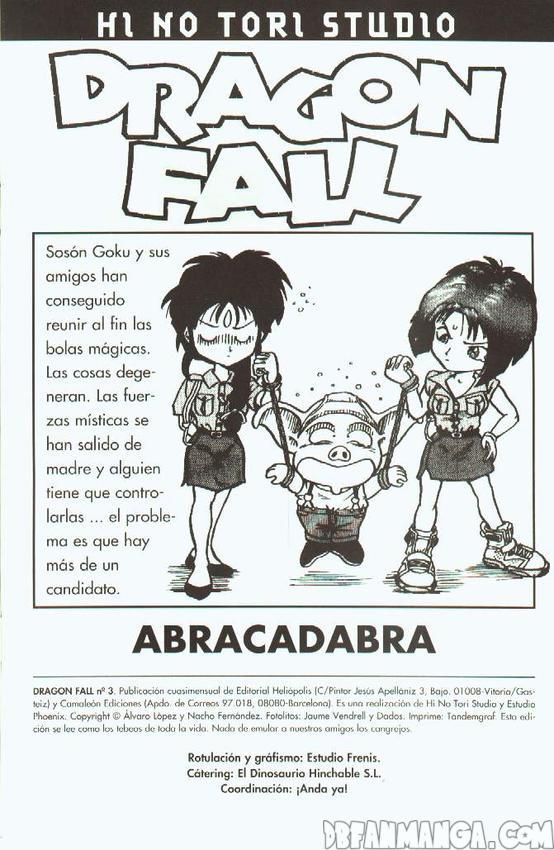 HI NO TORI STUDIO
DRAGON
FALL
Sosón Goku y sus
amigos han
conseguido
reunir al fin las
bolas mágicas.
Las cosas dege-
neran. Las fuer-
zas místicas se
han salido de
madre y alguien
tiene que contro-
larlas ... el proble-
ma es que hay
más de un
candidato.
ABRACADABRA
DRAGON FALL nº 3. Publicación cuasimensual de Editorial Heliópolis (C/Pintor Jesús Apellániz 3, Bajo. 01008-Vitoria/Gas-
teiz) y Camaleón Ediciones (Apdo. de Correos 97.018, 08080-Barcelona). Es una realización de Hi No Tori Studio y Estudio
Phoenix. Copyright © Álvaro López y Nacho Fernández. Fotolitos: Jaume Vendrell y Dados. Imprime: Tandemgraf. Esta edi-
ción se lee como los tebeos de toda la vida. Nada de emular a nuestros amigos los cangrejos.
Rotulación y gráfismo: Estudio Frenis.
Cátering: El Dinosaurio Hinchable S.L.
Coordinación: ¡Anda ya!
DBFANMANGA.COM